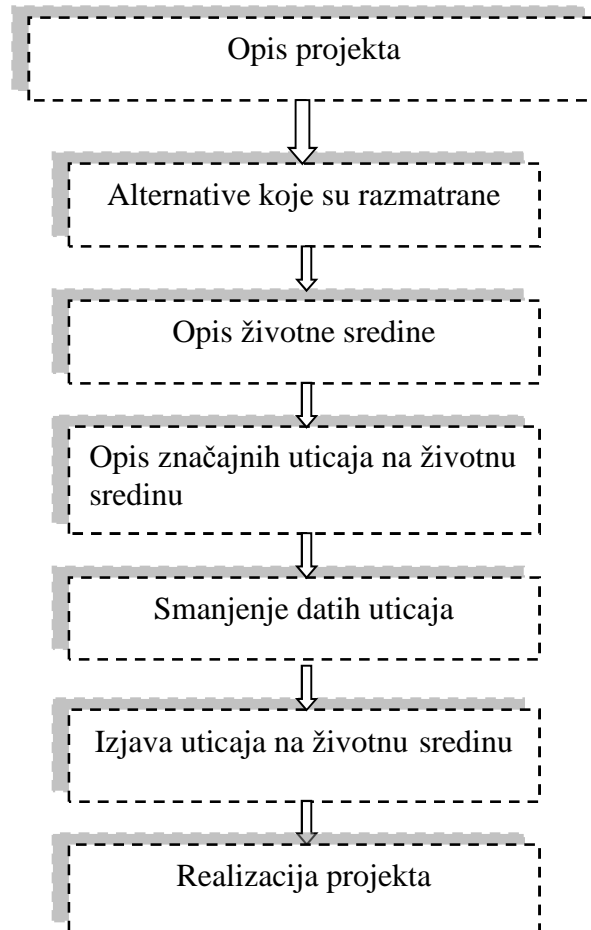 Opis projekta
Alternative koje su razmatrane
Opis životne sredine
Opis značajnih uticaja na životnu
sredinu
Smanjenje datih uticaja
Izjava uticaja na životnu sredinu
Realizacija projekta